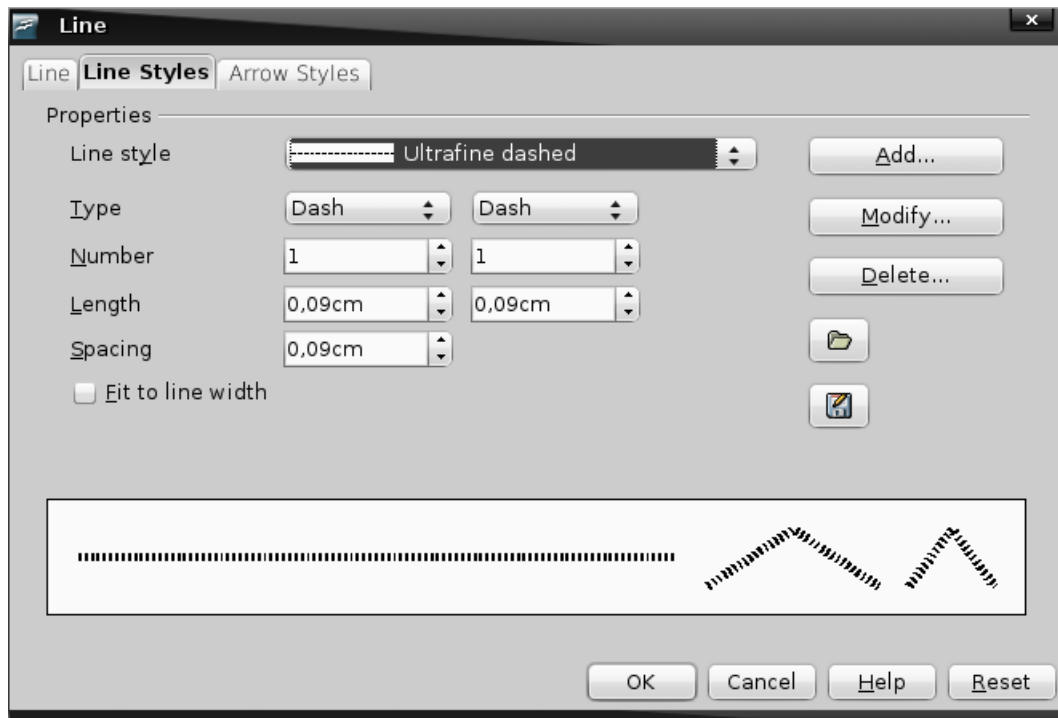 Line
x
Line Line Styles Arrow Styles
Properties
Line style Ultrafine dashed Add...
Type Dash Dash Modify...
Number 1 1
Delete...
Length 0,09cm 0,09cm
Spacing 0,09cm
Fit to line width
OK Cancel Help Reset